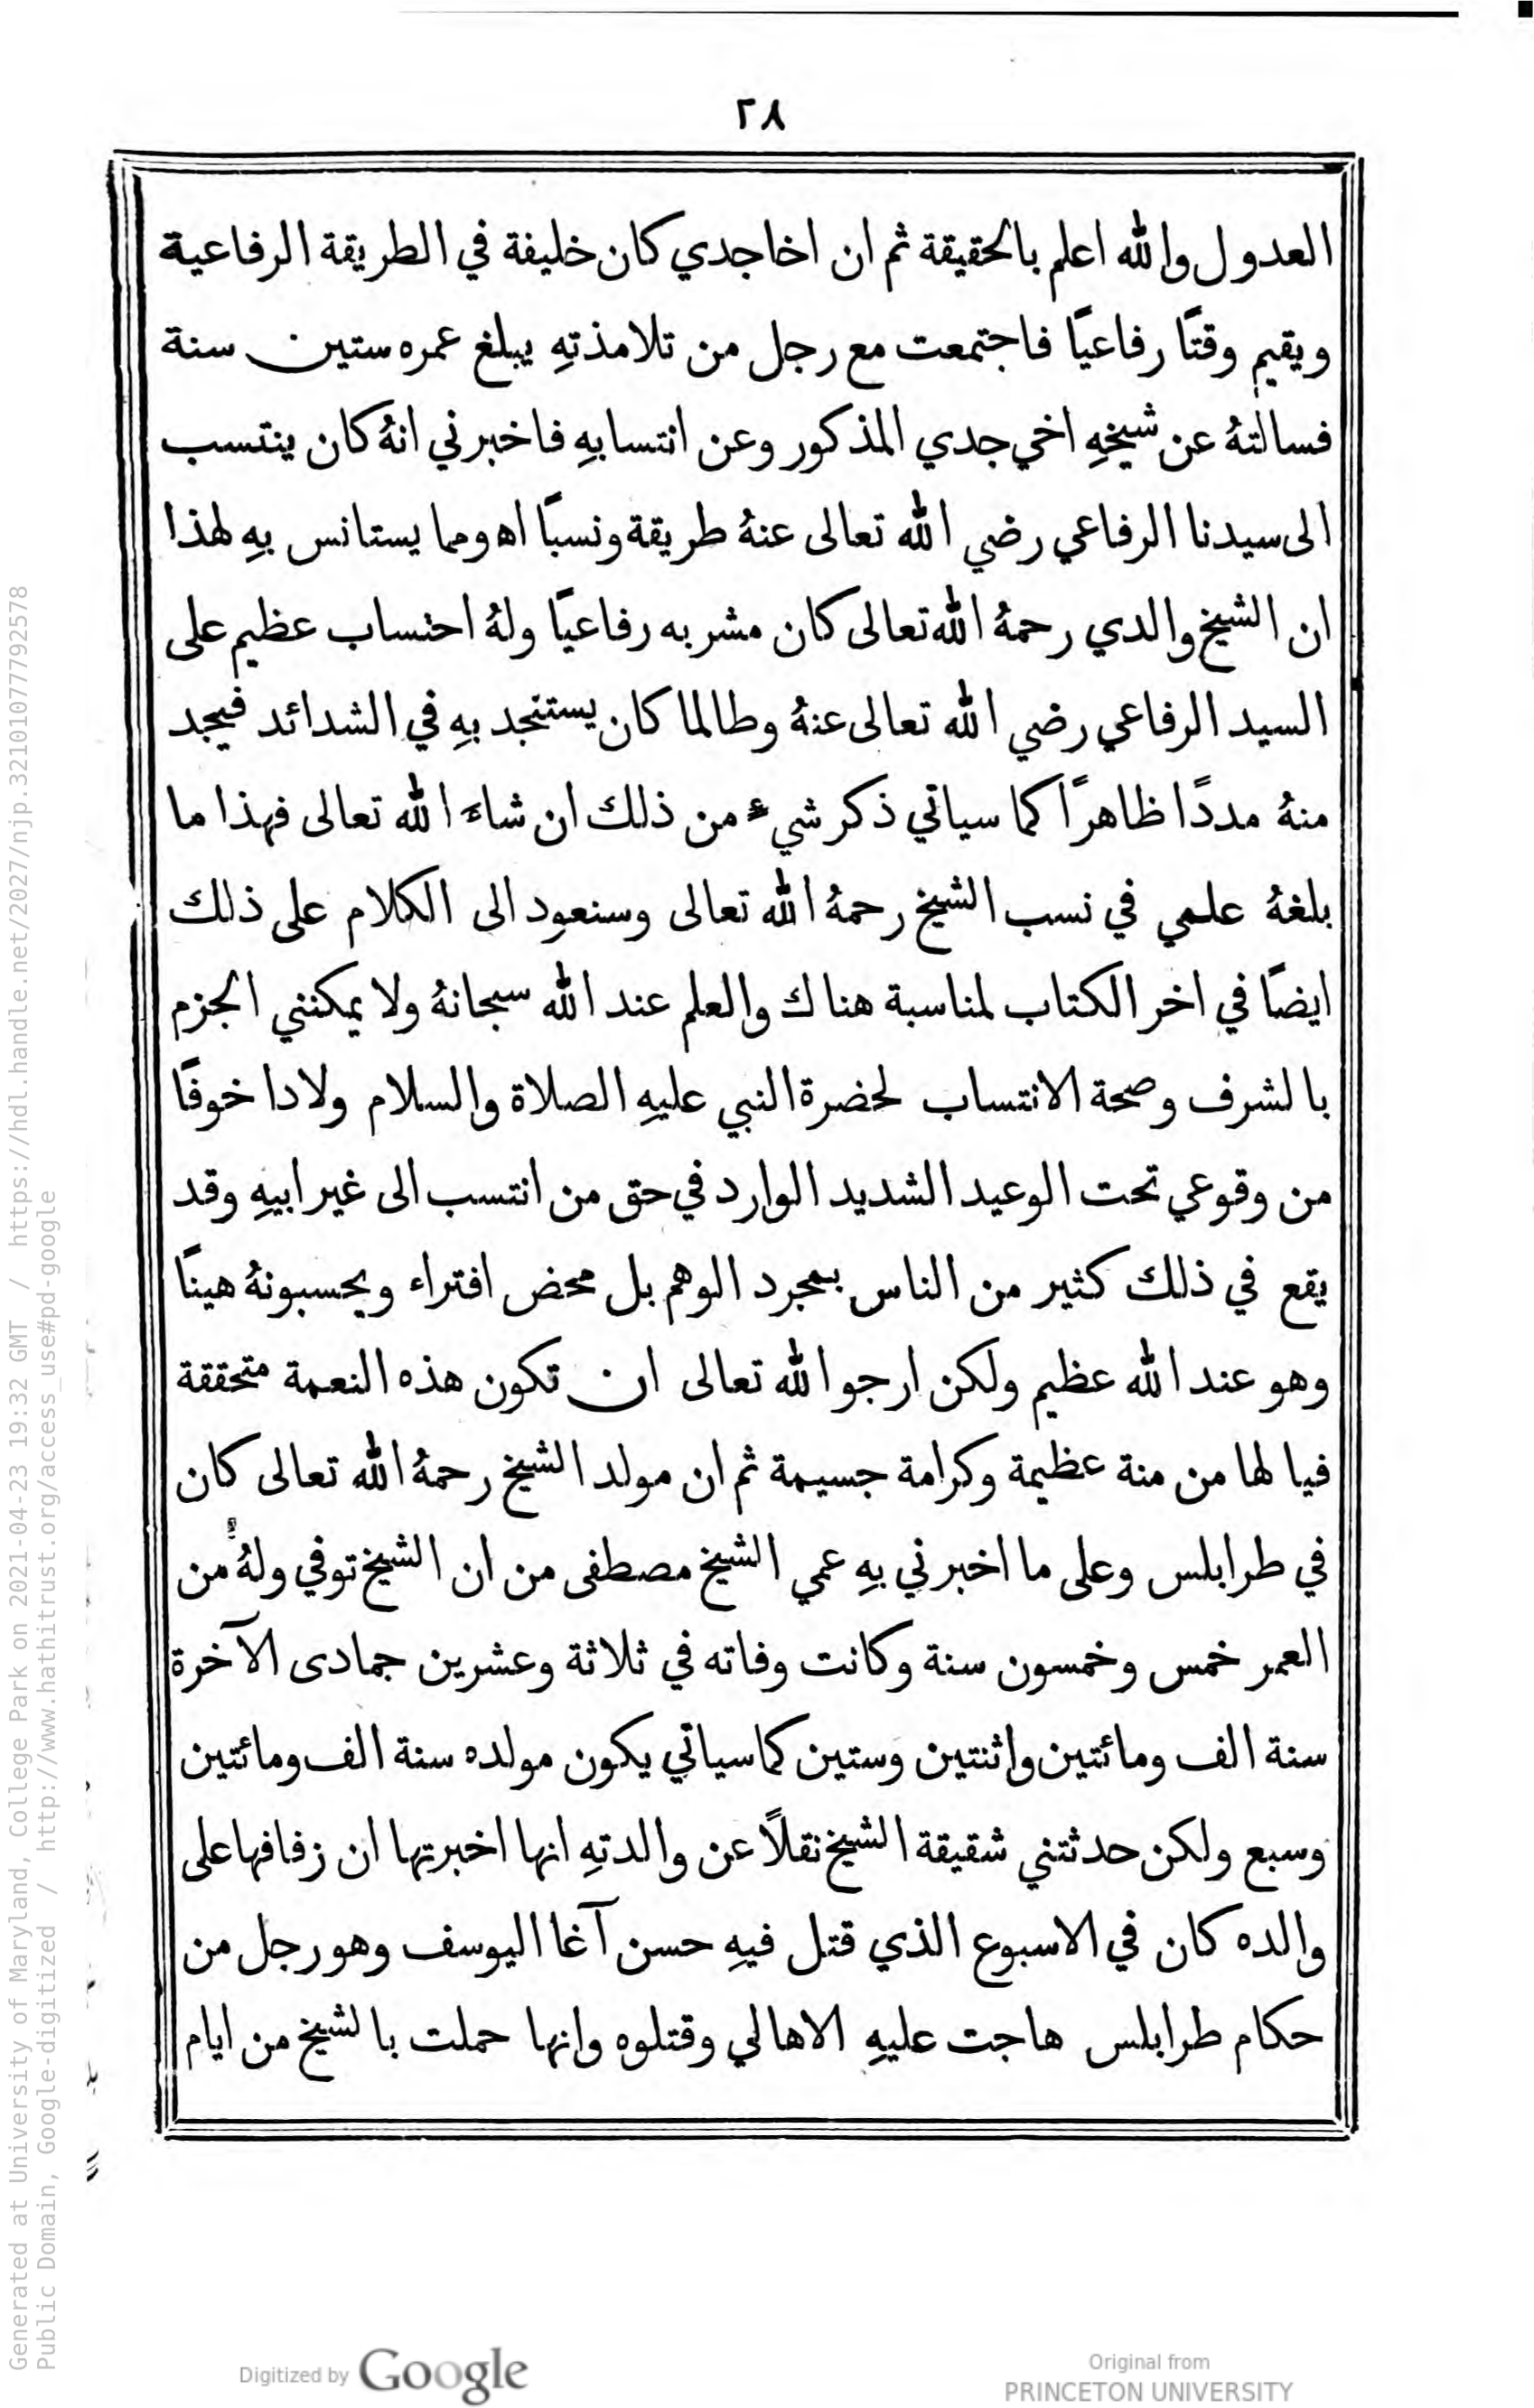 ٢٨
العدول والله اعلم بالحقيقة ثم ان اخا جدي كان خليفة في الطريقة الرفاعية
ويقيم وقتًا رفاعيًا فاجتمعت مع رجل من تلامذتهِ يبلغ عمره ستين سنة
فسالتهُ عن شيخهِ اخي جدي المذكور وعن انتسابهِ فاخبرني انهُ كان ينتسب
الى سيدنا الرفاعي رضي الله تعالى عنهُ طريقة ونسبًا اه ومما يستانس بهِ لهذا
ان الشيخ والدي رحمهُ الله تعالى كان مشربه رفاعيًا ولهُ احتساب عظيم على
السيد الرفاعي رضي الله تعالى عنهُ وطالما كان يستنجد بهِ في الشدائد فيجد
منهُ مددًا ظاهرًا كما سياتي ذكر شيء من ذلك ان شاء الله تعالى فهذا ما
بلغهُ علمي في نسب الشيخ رحمهُ الله تعالى وسنعود الى الكلام على ذلك
ايضًا في اخر الكتاب لمناسبة هناك والعلم عند الله سبحانهُ ولا يمكنني الجزم
بالشرف وصحة الانتساب لحضرة النبي عليهِ الصلاة والسلام ولادا خوفًا
من وقوعي تحت الوعيد الشديد الوارد في حق من انتسب الى غير ابيهِ وقد
يقع في ذلك كثير من الناس بمجرد الوهم بل محض افتراء ويحسبونهُ هينًا
وهو عند الله عظيم ولكن ارجو الله تعالى ان تكون هذه النعمة متحققة
فيا لها من منة عظيمة وكرامة جسيمة ثم ان مولد الشيخ رحمهُ الله تعالى كان
في طرابلس وعلى ما اخبرني بهِ عمي الشيخ مصطفى من ان الشيخ توفي ولهُ من
العمر خمس وخمسون سنة وكانت وفاته في ثلاثة وعشرين جمادى الآخرة
سنة الف ومائتين واثنتين وستين كما سياتي يكون مولده سنة الف ومائتين
وسبع ولكن حدثتني شقيقة الشيخ نقلًا عن والدتهِ انها اخبرتها ان زفافها على
والده كان في الاسبوع الذي قتل فيهِ حسن آغا اليوسف وهو رجل من
حكام طرابلس هاجت عليهِ الاهالي وقتلوه وانها حملت بالشيخ من ايام
Generated at University of Maryland, College Park on 2021-04-23 19:32 GMT / https://hdl.handle.net/2027/njp.32101077792578
Public Domain, Google-digitized / http://www.hathitrust.org/access_use#pd-google
Digitized by Google
Original from
PRINCETON UNIVERSITY